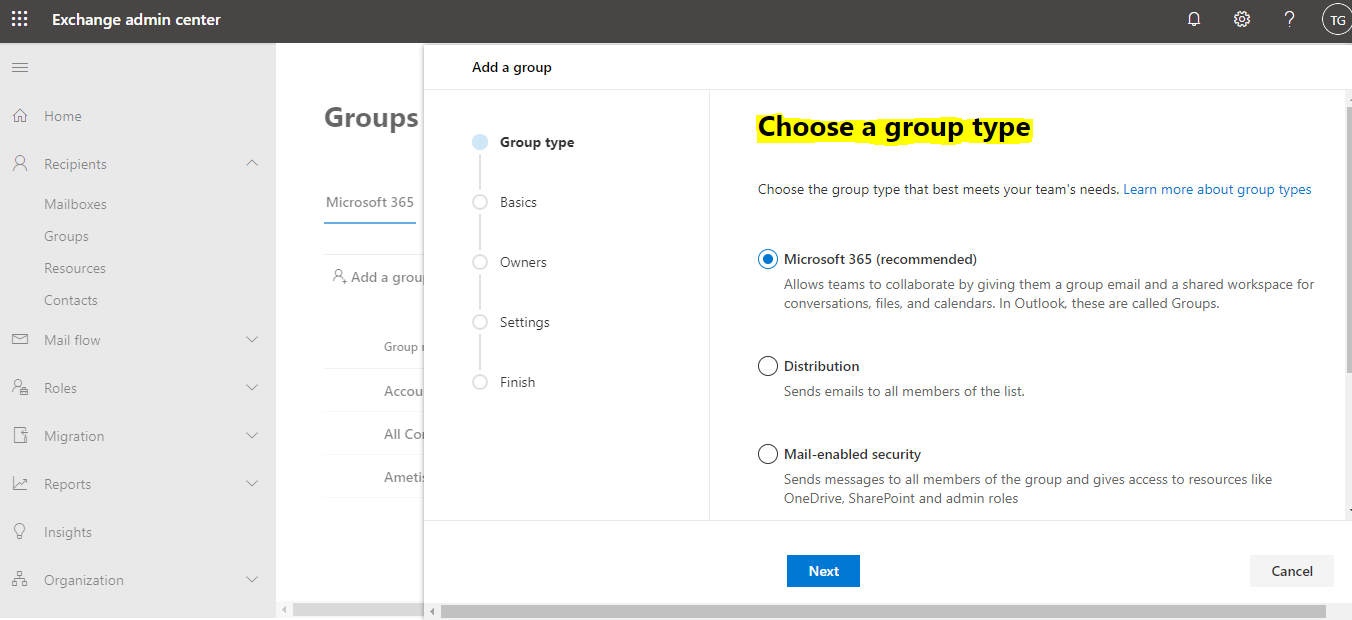 Exchange admin center
TG
Home
Recipients
Mailboxes
Groups
Resources
Contacts
Mail flow
Roles
Migration
Reports
Insights
Organization
Groups
Microsoft 365
Add a grou
Group
Accou
All Co
Ametis
Add a group
Group type
Basics
Owners
Settings
Finish
Choose a group type
Choose the group type that best meets your team's needs. Learn more about group types
Microsoft 365 (recommended)
Allows teams to collaborate by giving them a group email and a shared workspace for
conversations, files, and calendars. In Outlook, these are called Groups.
Distribution
Sends emails to all members of the list.
Mail-enabled security
Sends messages to all members of the group and gives access to resources like
OneDrive, SharePoint and admin roles
Next
Cancel